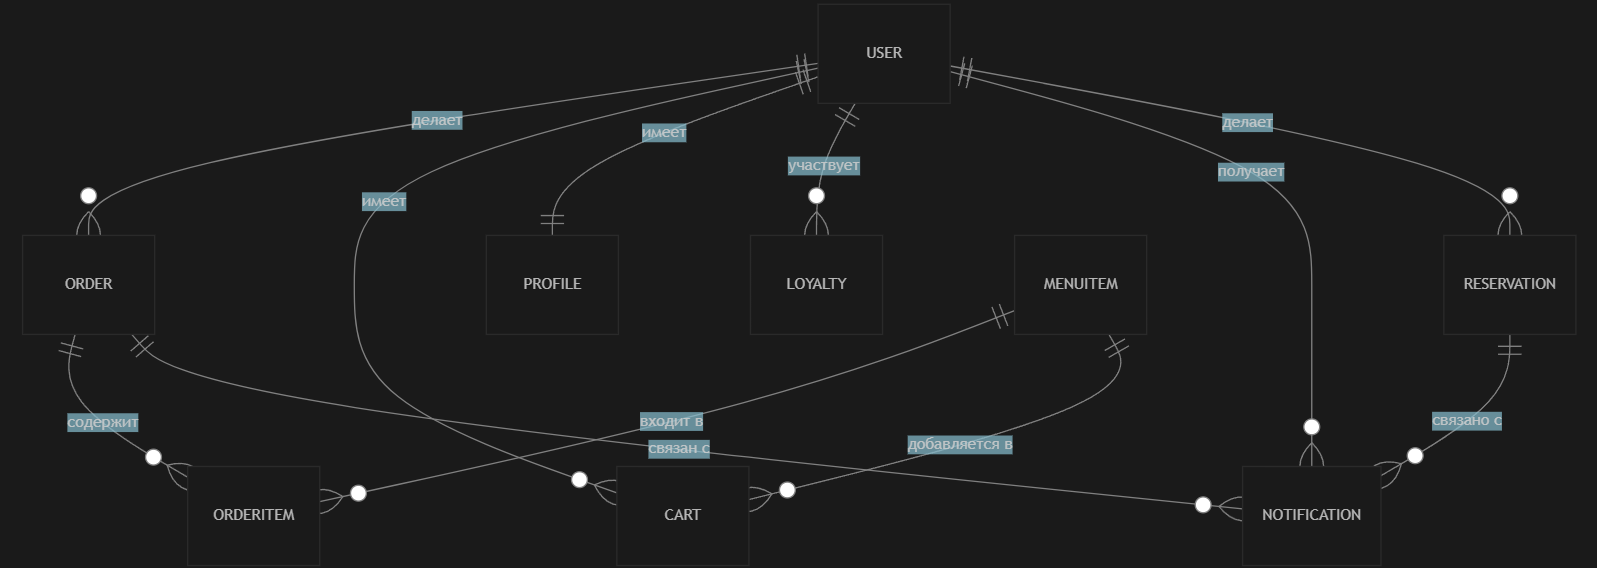 USER
делает
имеет
участвует
делает
получает
имеет
ORDER
PROFILE
LOYALTY
MENUITEM
RESERVATION
содержит
входит в
связан с
добавляется в
связано с
ORDERITEM
CART
NOTIFICATION